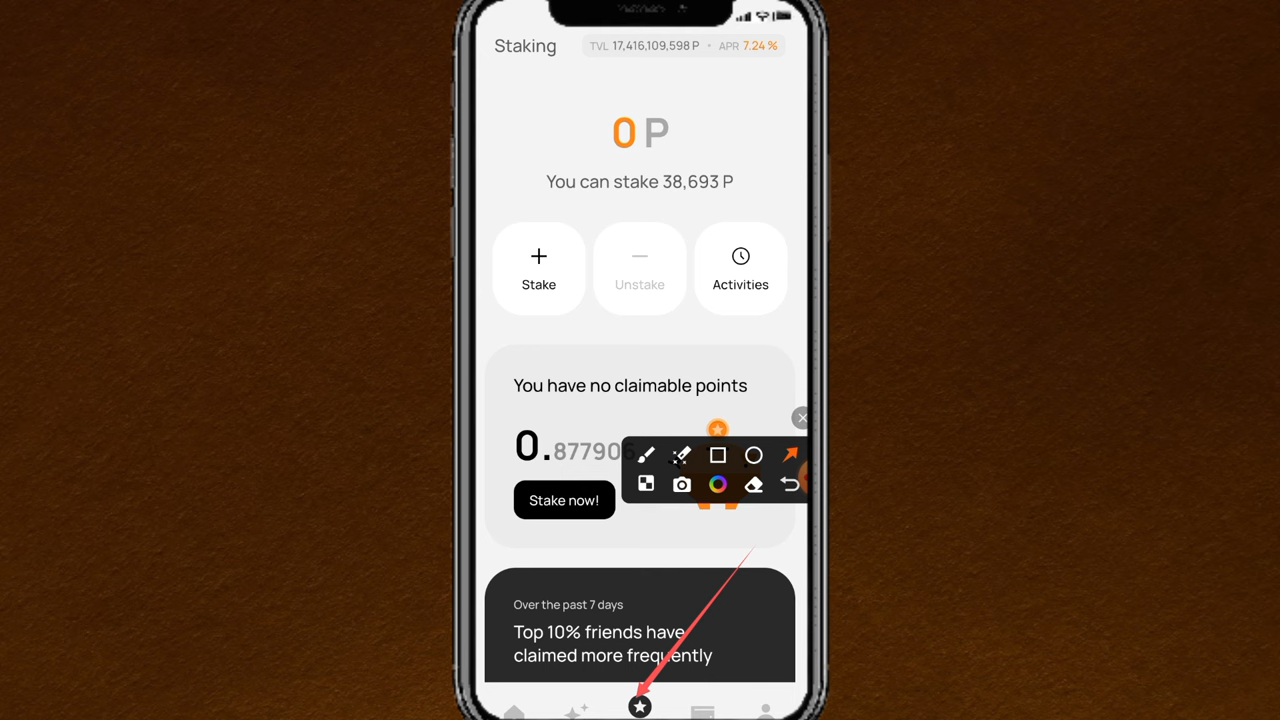 Staking
TVL 17,416,109,598 P • APR 7.24 %
0 P
You can stake 38,693 P
Stake
Unstake
Activities
You have no claimable points
0.877906
Stake now!
Over the past 7 days
Top 10% friends have
claimed more frequently